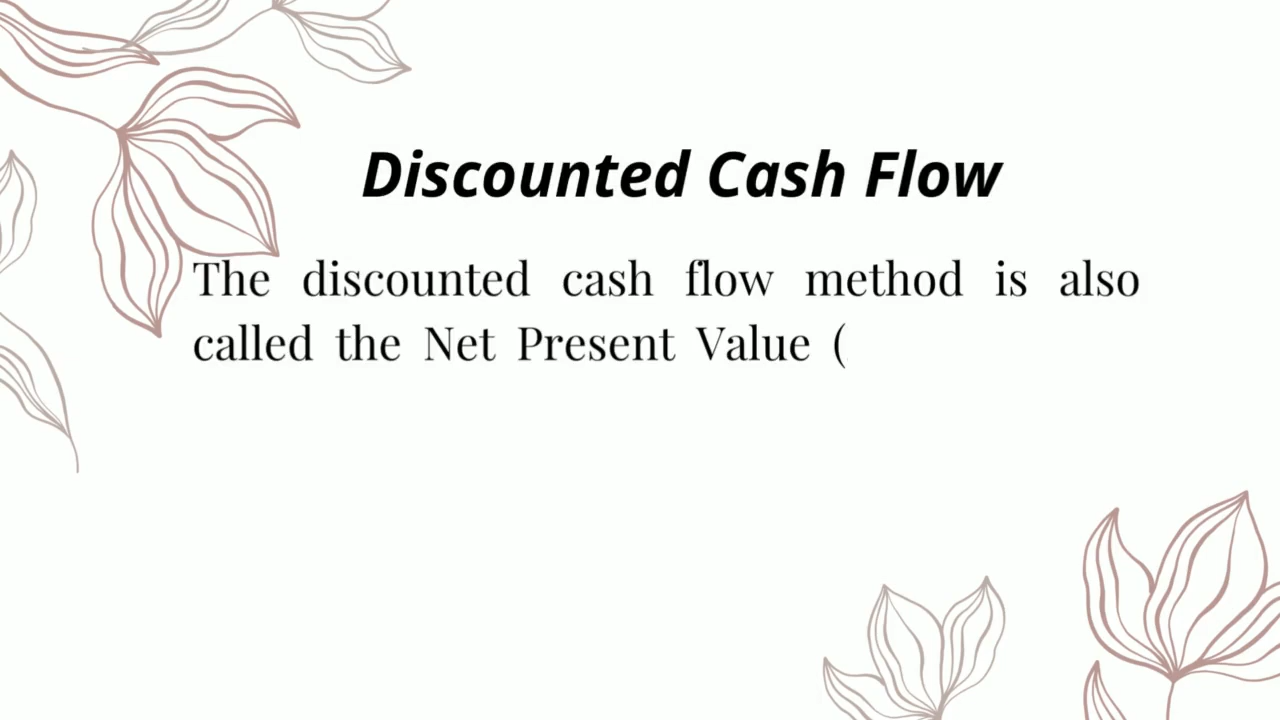 Discounted Cash Flow
The discounted cash flow method is also
called the Net Present Value (